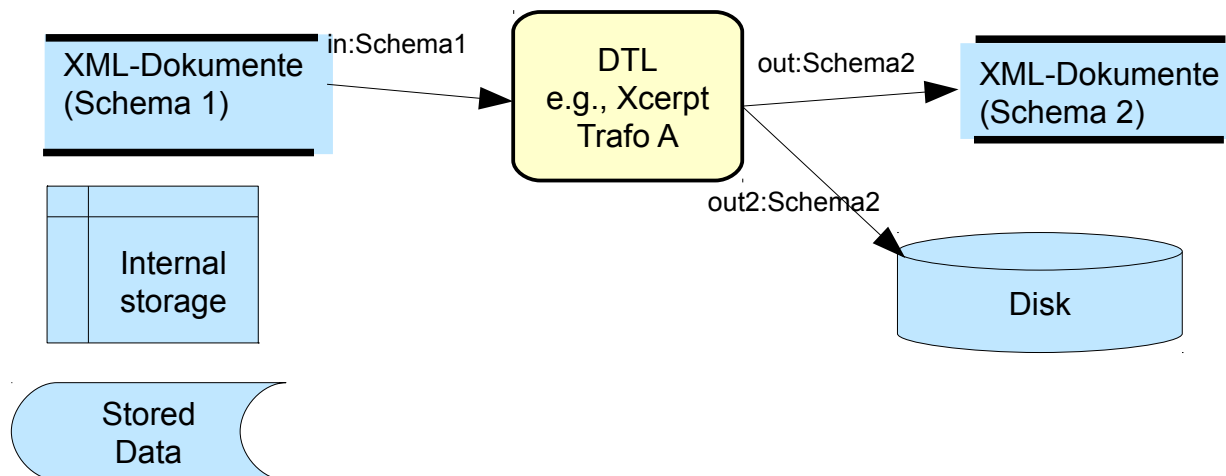 XML-Dokumente
(Schema 1)
in:Schema1
DTL
e.g., Xcerpt
Trafo A
out:Schema2
XML-Dokumente
(Schema 2)
out2:Schema2
Internal
storage
Disk
Stored
Data